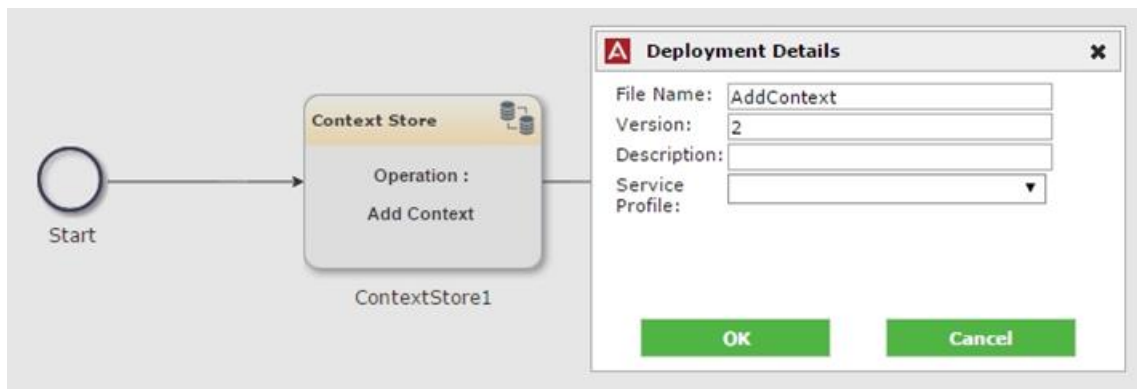 Context Store
Operation :
Add Context
Start
ContextStore1
A Deployment Details
File Name: AddContext
Version: 2
Description:
Service
Profile:
OK Cancel